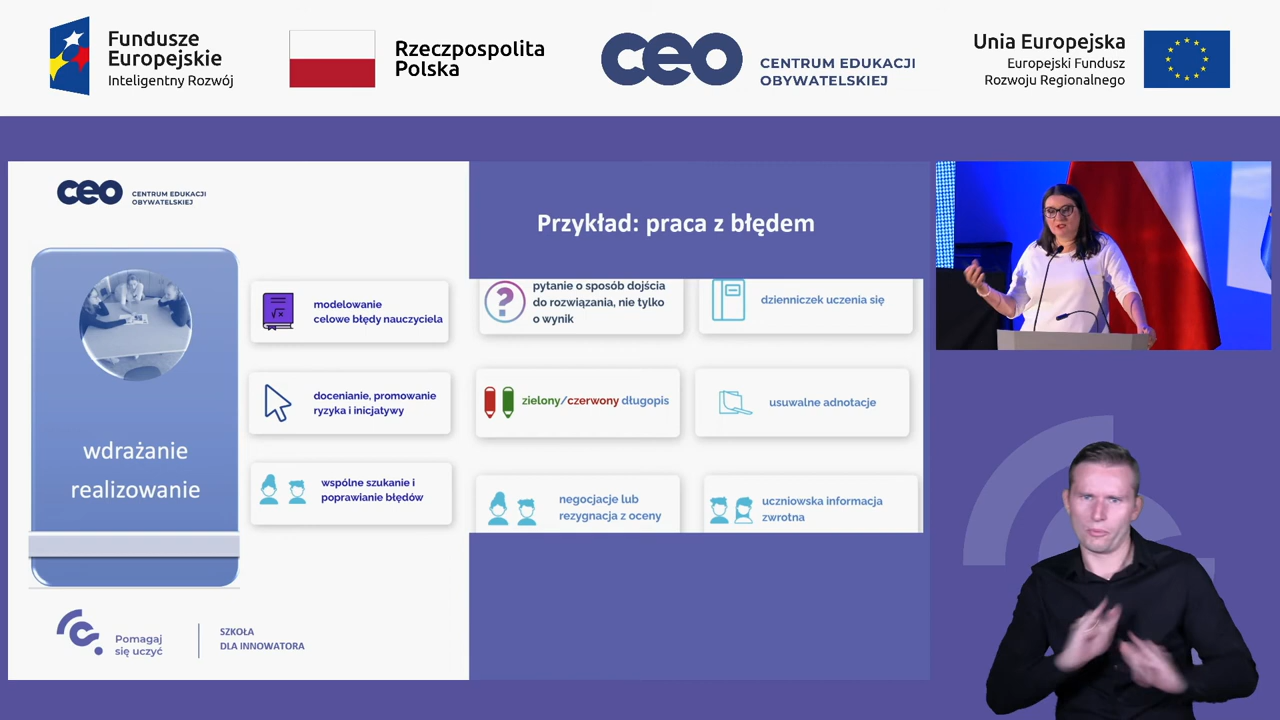 Fundusze
Europejskie
Inteligentny Rozwój
Rzeczpospolita
Polska
ceo
CENTRUM EDUKACJI
OBYWATELSKIEJ
Unia Europejska
Europejski Fundusz
Rozwoju Regionalnego
ceo
CENTRUM EDUKACJI
OBYWATELSKIEJ
Przykład: praca z błędem
wdrażanie
realizowanie
modelowanie
celowe błędy nauczyciela
docenianie, promowanie
ryzyka i inicjatywy
wspólne szukanie i
poprawianie błędów
?
pytanie o sposób dojścia
do rozwiązania, nie tylko
o wynik
dzienniczek uczenia się
zielony/czerwony długopis
usuwalne adnotacje
negocjacje lub
rezygnacja z oceny
uczniowska informacja
zwrotna
Pomagaj
się uczyć
SZKOŁA
DLA INNOWATORA